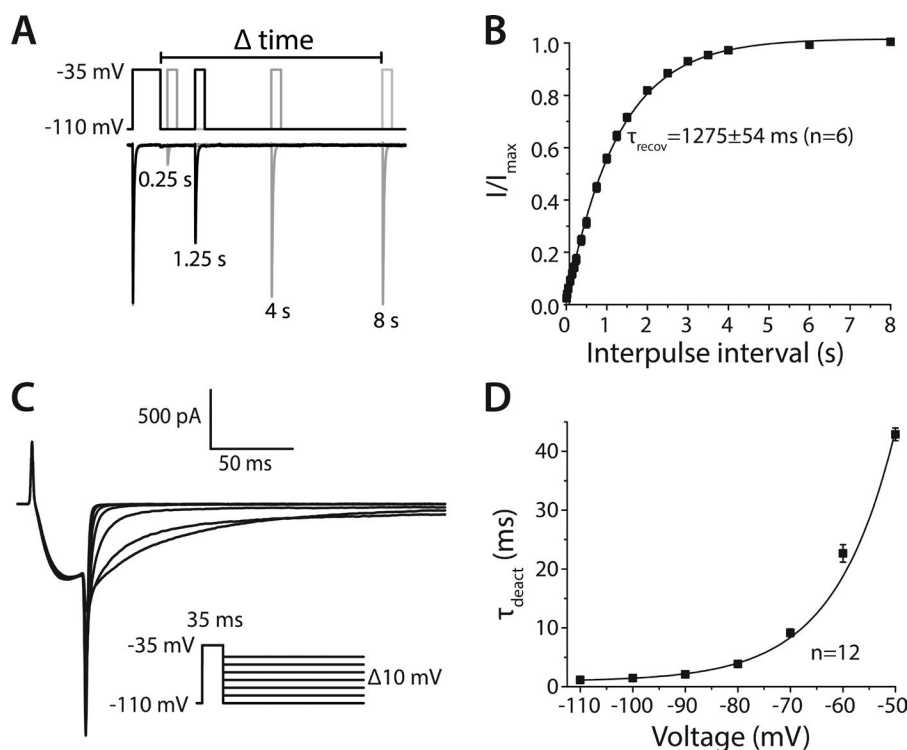 A
Δ time
-35 mV
-110 mV
0.25 s
1.25 s
4 s
8 s
B
I/Imax
1.0
0.8
0.6
0.4
0.2
0.0
τrecov=1275±54 ms (n=6)
0 1 2 3 4 5 6 7 8
Interpulse interval (s)
C
500 pA
50 ms
35 ms
-35 mV
-110 mV
Δ10 mV
D
τdeact (ms)
40
30
20
10
0
n=12
-110 -100 -90 -80 -70 -60 -50
Voltage (mV)